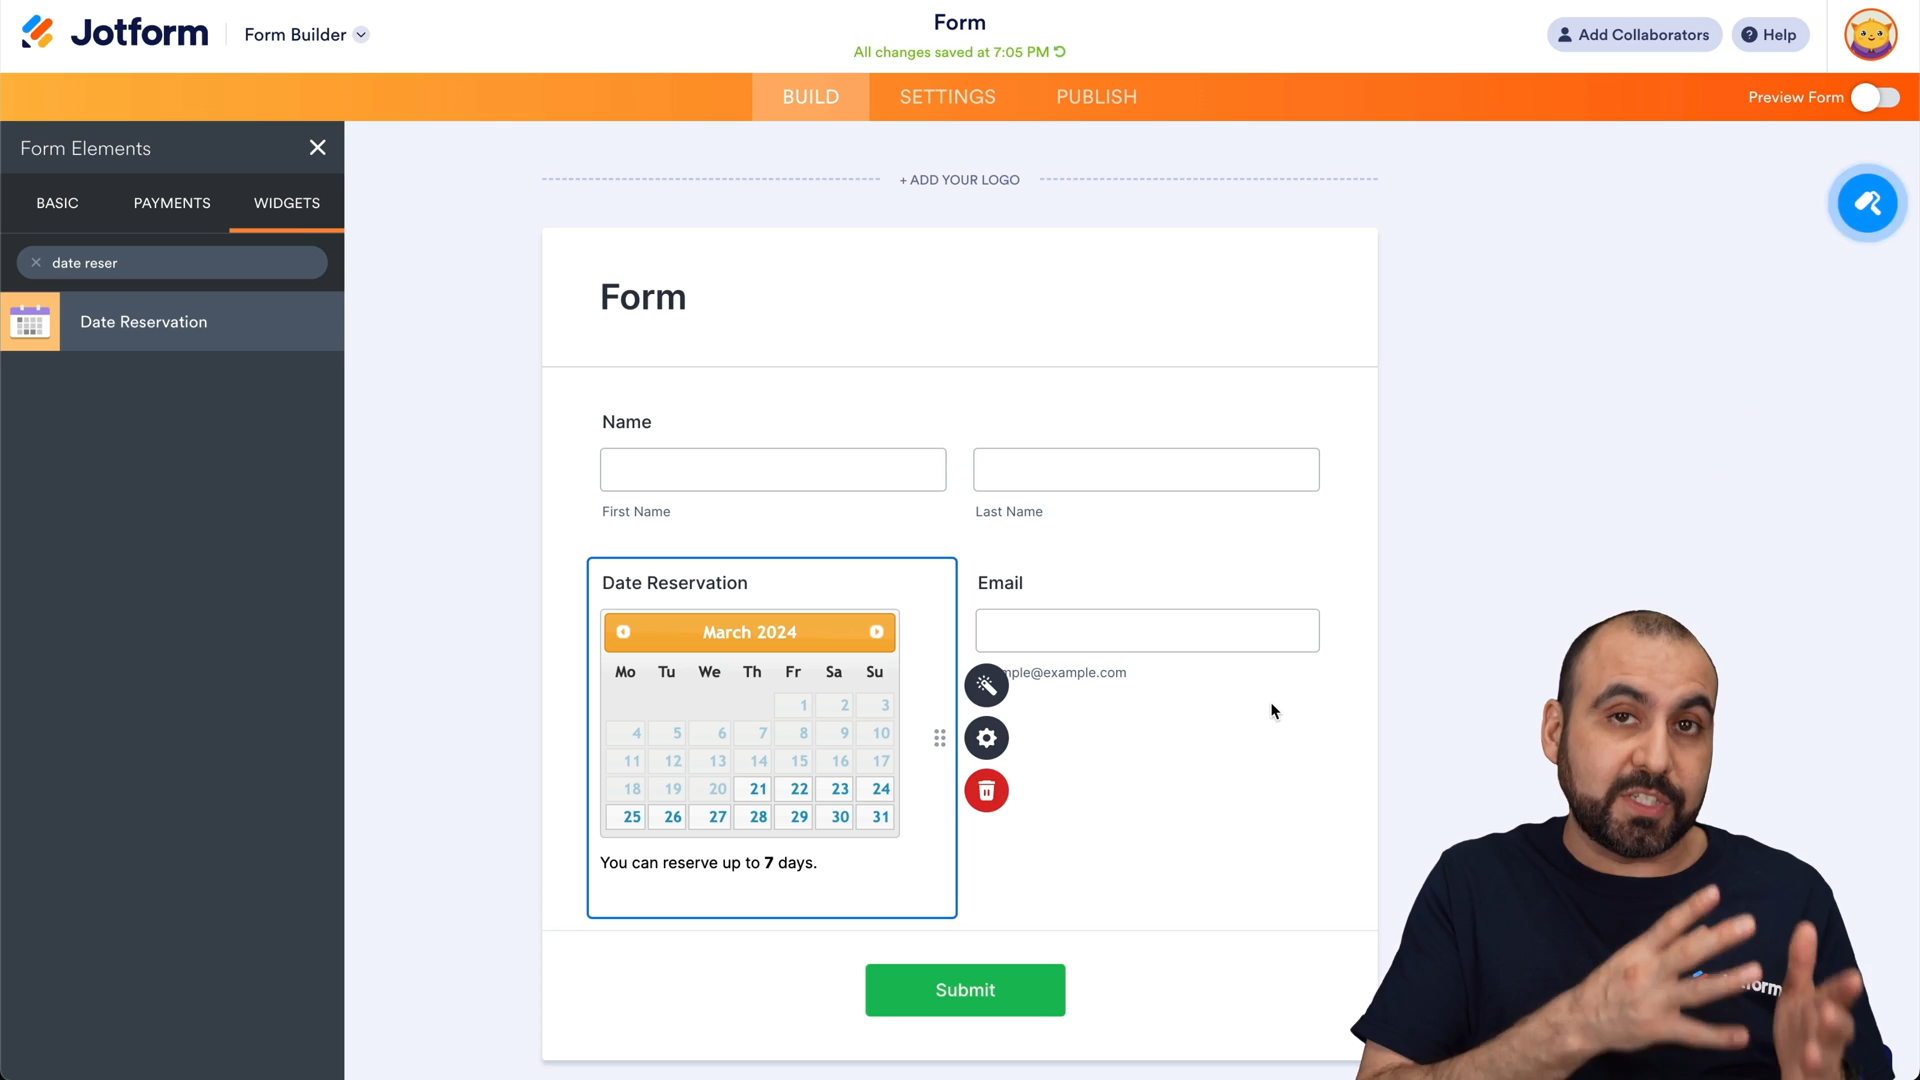 Jotform
Form Builder
Form
All changes saved at 7:05 PM
Add Collaborators
Help
BUILD
SETTINGS
PUBLISH
Preview Form
Form Elements
BASIC
PAYMENTS
WIDGETS
date reser
Date Reservation
+ ADD YOUR LOGO
Form
Name
First Name
Last Name
Date Reservation
March 2024
Mo Tu We Th Fr Sa Su
1 2 3
4 5 6 7 8 9 10
11 12 13 14 15 16 17
18 19 20 21 22 23 24
25 26 27 28 29 30 31
You can reserve up to 7 days.
Email
mple@example.com
Submit